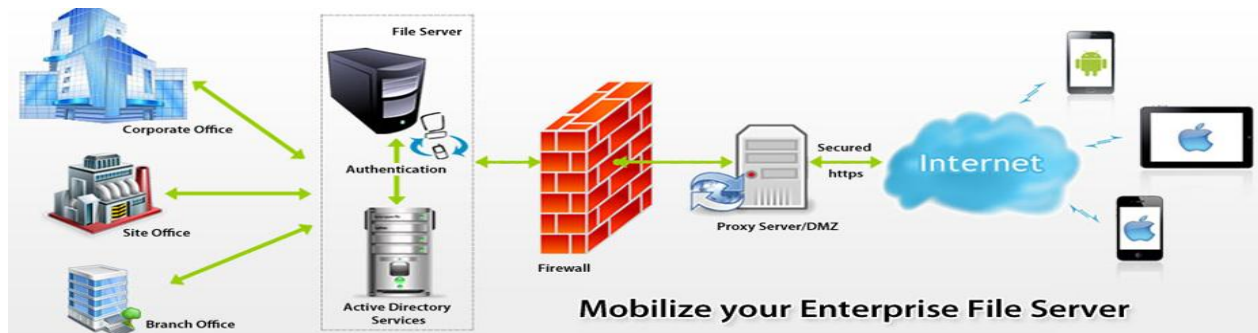 File Server
Corporate Office
Authentication
Site Office
Active Directory
Services
Branch Office
Firewall
Proxy Server/DMZ
Secured
https
Internet
Mobilize your Enterprise File Server